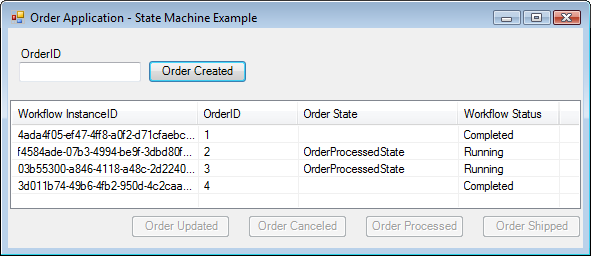 Order Application - State Machine Example
OrderID
Order Created
Workflow InstanceID OrderID Order State Workflow Status
4ada4f05-ef47-4ff8-a0f2-d71cfaebc... 1 Completed
f4584ade-07b3-4994-be9f-3dbd80f... 2 OrderProcessedState Running
03b55300-a846-4118-a48c-2d2240... 3 OrderProcessedState Running
3d011b74-49b6-4fb2-950d-4c2caa... 4 Completed
Order Updated Order Canceled Order Processed Order Shipped